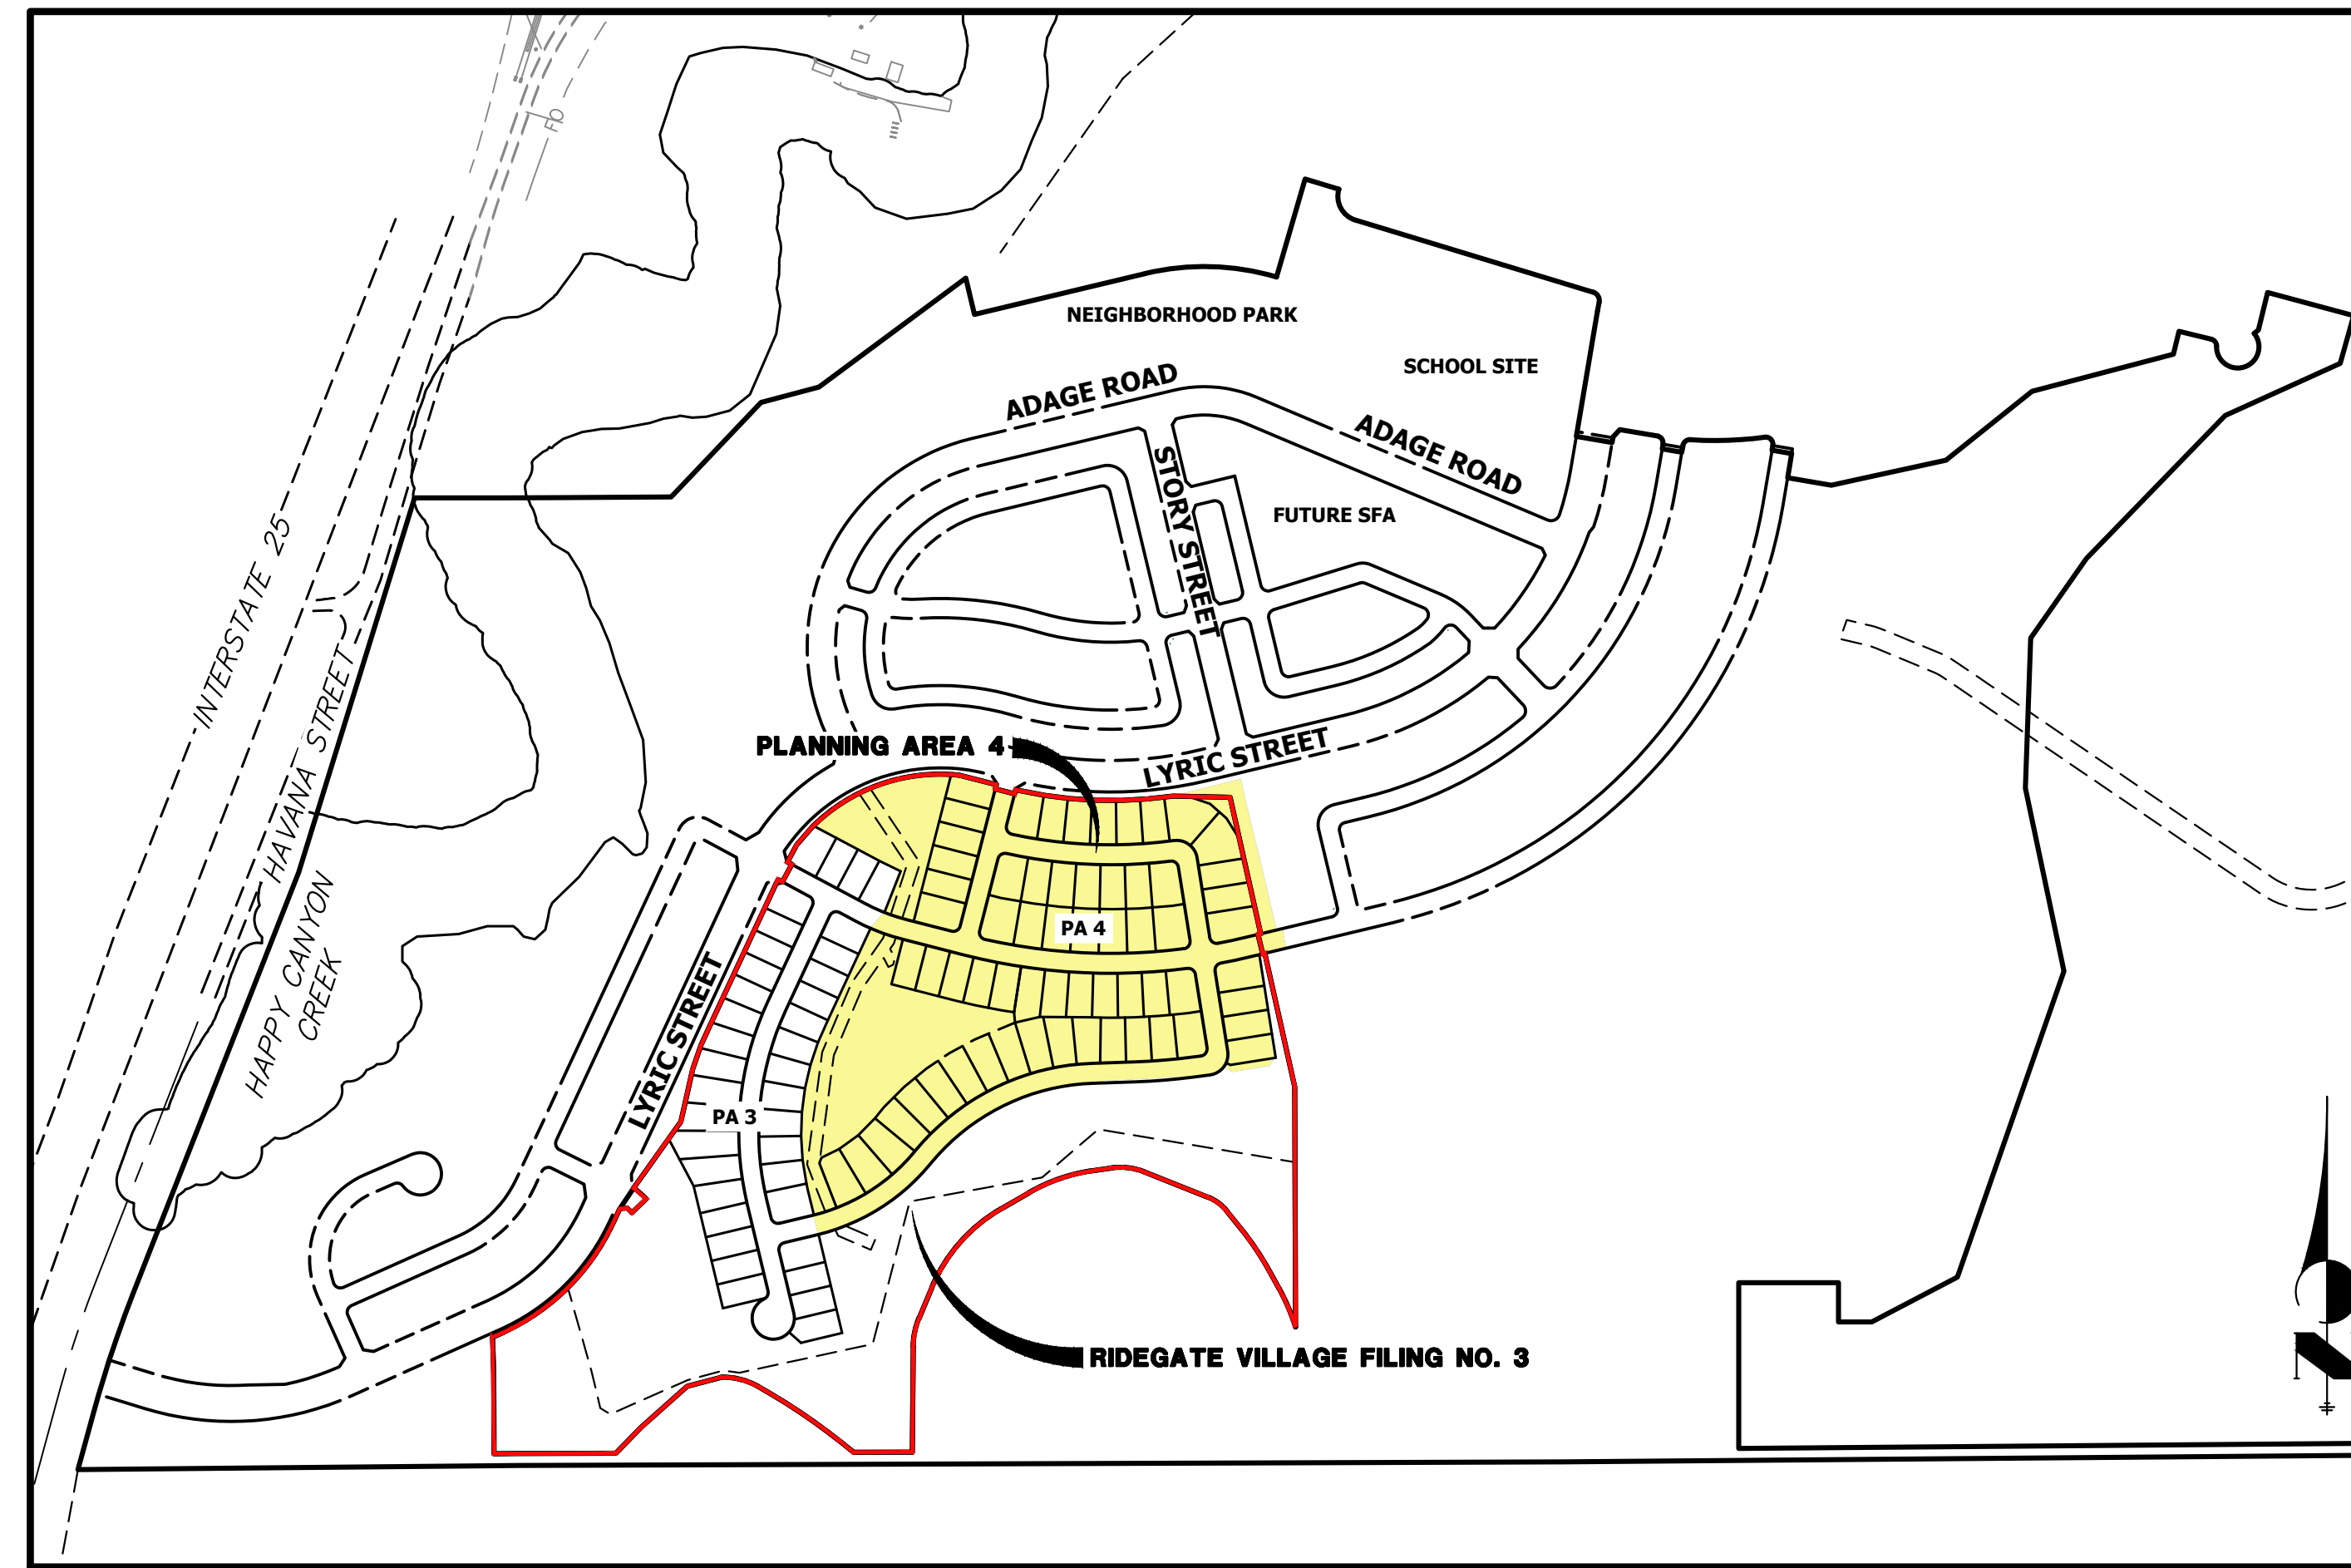 FO
NEIGHBORHOOD PARK
SCHOOL SITE
ADAGE ROAD
ADAGE ROAD
STORY STREET
FUTURE SFA
INTERSTATE 25
HAVANA STREET
PLANNING AREA 4
LYRIC STREET
HAPPY CANYON
CREEK
PA 4
LYRIC STREET
PA 3
RIDEGATE VILLAGE FILING NO. 3
N